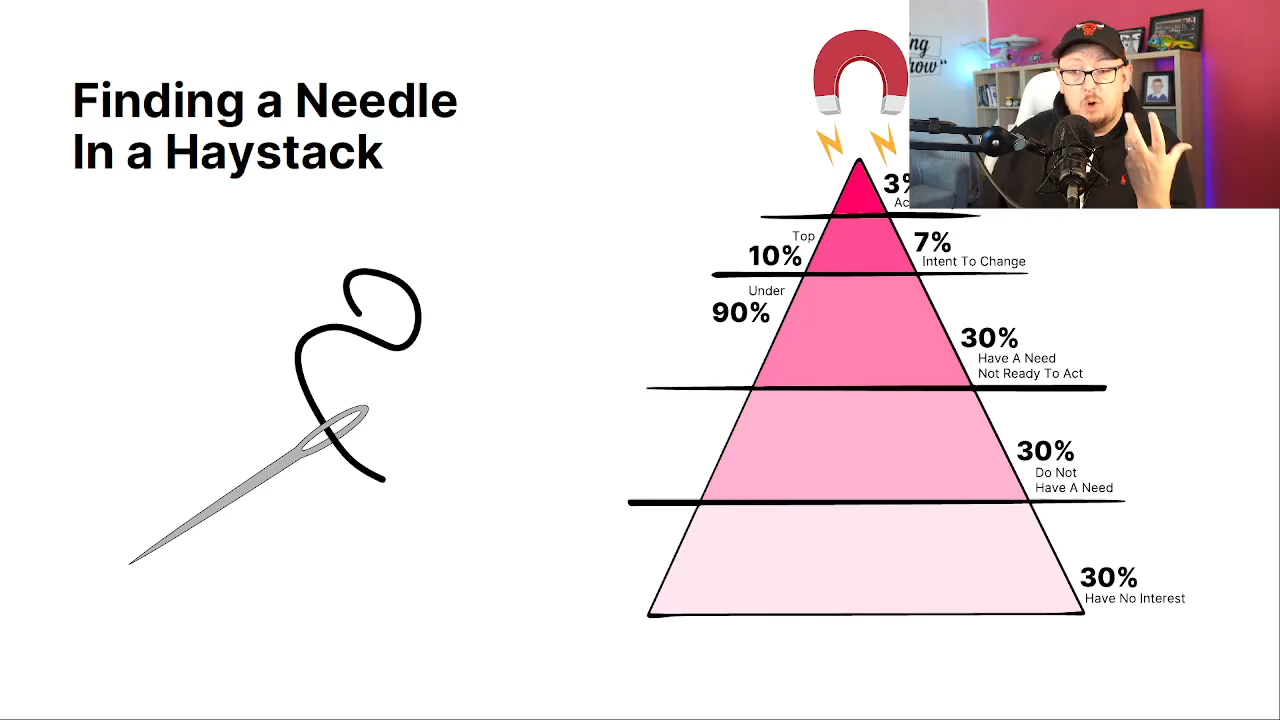 Finding a Needle
In a Haystack
3%
Top
10%
7%
Intent To Change
Under
90%
30%
Have A Need
Not Ready To Act
30%
Do Not
Have A Need
30%
Have No Interest